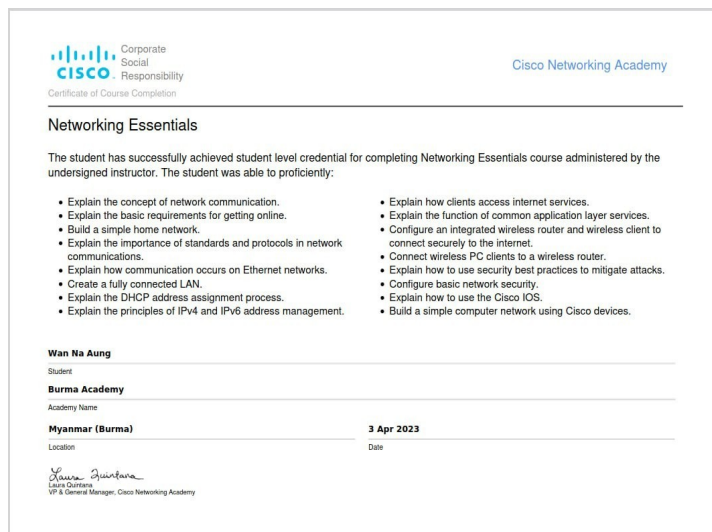 Corporate
Social
CISCO. Responsibility
Cisco Networking Academy
Certificate of Course Completion
Networking Essentials
The student has successfully achieved student level credential for completing Networking Essentials course administered by the
undersigned instructor. The student was able to proficiently:
• Explain the concept of network communication.
• Explain the basic requirements for getting online.
• Build a simple home network.
• Explain the importance of standards and protocols in network
communications.
• Explain how communication occurs on Ethernet networks.
• Create a fully connected LAN.
• Explain the DHCP address assignment process.
• Explain the principles of IPv4 and IPv6 address management.
• Explain how clients access internet services.
• Explain the function of common application layer services.
• Configure an integrated wireless router and wireless client to
connect securely to the internet.
• Connect wireless PC clients to a wireless router.
• Explain how to use security best practices to mitigate attacks.
• Configure basic network security.
• Explain how to use the Cisco IOS.
• Build a simple computer network using Cisco devices.
Wan Na Aung
Student
Burma Academy
Academy Name
Myanmar (Burma)
Location
3 Apr 2023
Date
Laura Quintana
Laura Quintana
VP & General Manager, Cisco Networking Academy